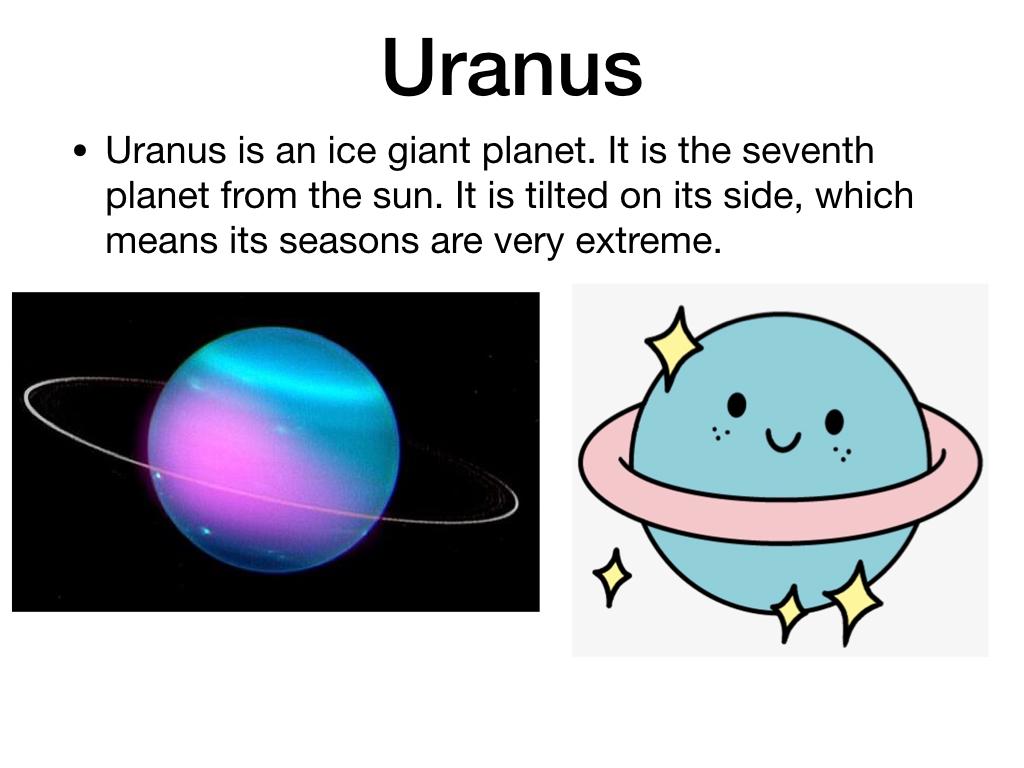 Uranus
• Uranus is an ice giant planet. It is the seventh
planet from the sun. It is tilted on its side, which
means its seasons are very extreme.